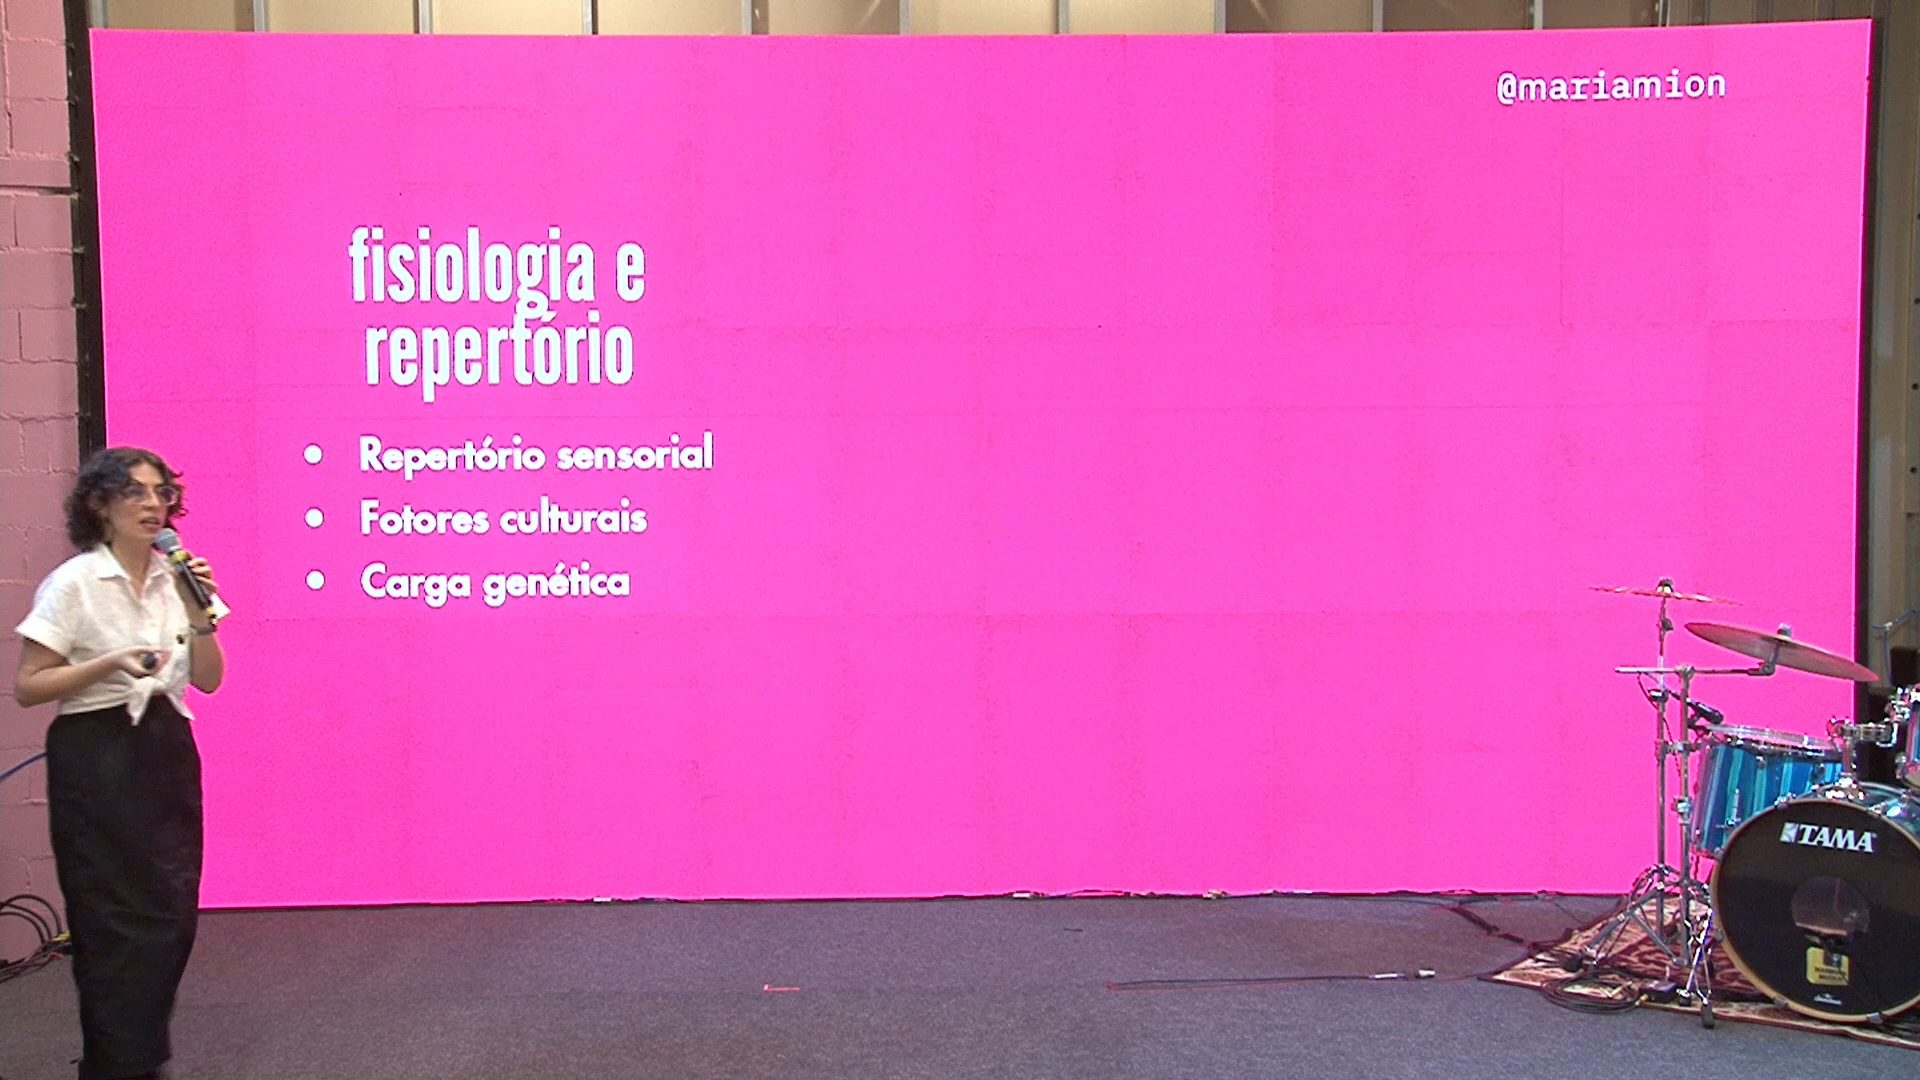 @mariamion
fisiologia e
repertório
• Repertório sensorial
• Fotores culturais
• Carga genética
TAMA